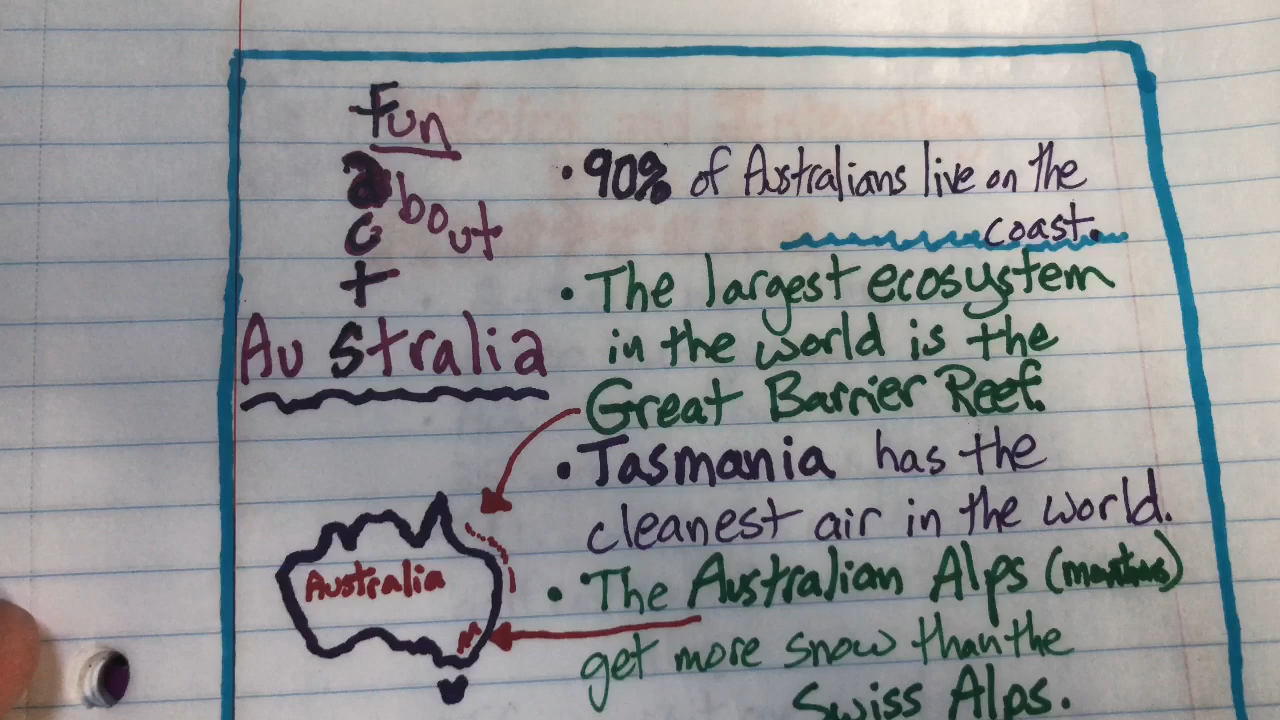 Fun
about
c
t
Australia
• 90% of Australians live on the
coast.
• The largest ecosystem
in the world is the
Great Barrier Reef.
• Tasmania has the
cleanest air in the world.
• The Australian Alps
get more snow than the
Swiss Alps.
Australia